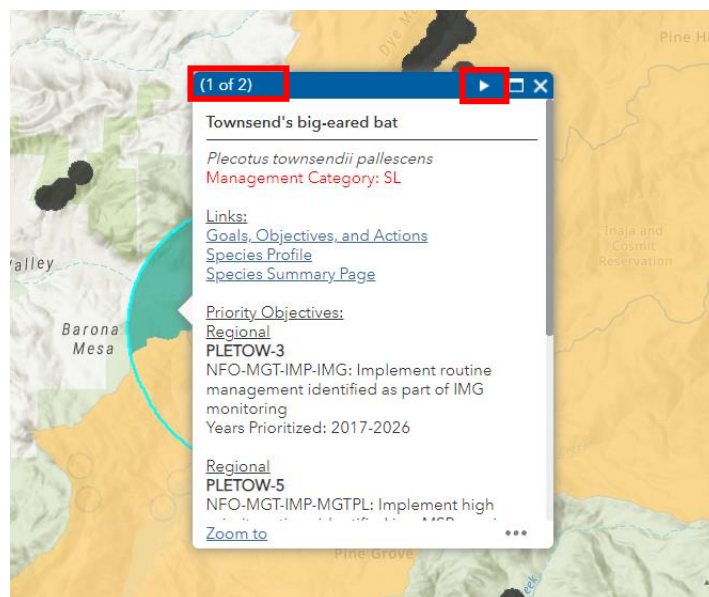 Dye M
Pine H
(1 of 2)
Townsend's big-eared bat
Plecotus townsendii pallescens
Management Category: SL
Links:
Goals, Objectives, and Actions
Species Profile
Species Summary Page
Priority Objectives:
Regional
PLETOW-3
NFO-MGT-IMP-IMG: Implement routine
management identified as part of IMG
monitoring
Years Prioritized: 2017-2026
Regional
PLETOW-5
NFO-MGT-IMP-MGTPL: Implement high
Zoom to
alley
Barona
Mesa
Inaja and
Cosmit
Reservation
Pine Grove
Creek